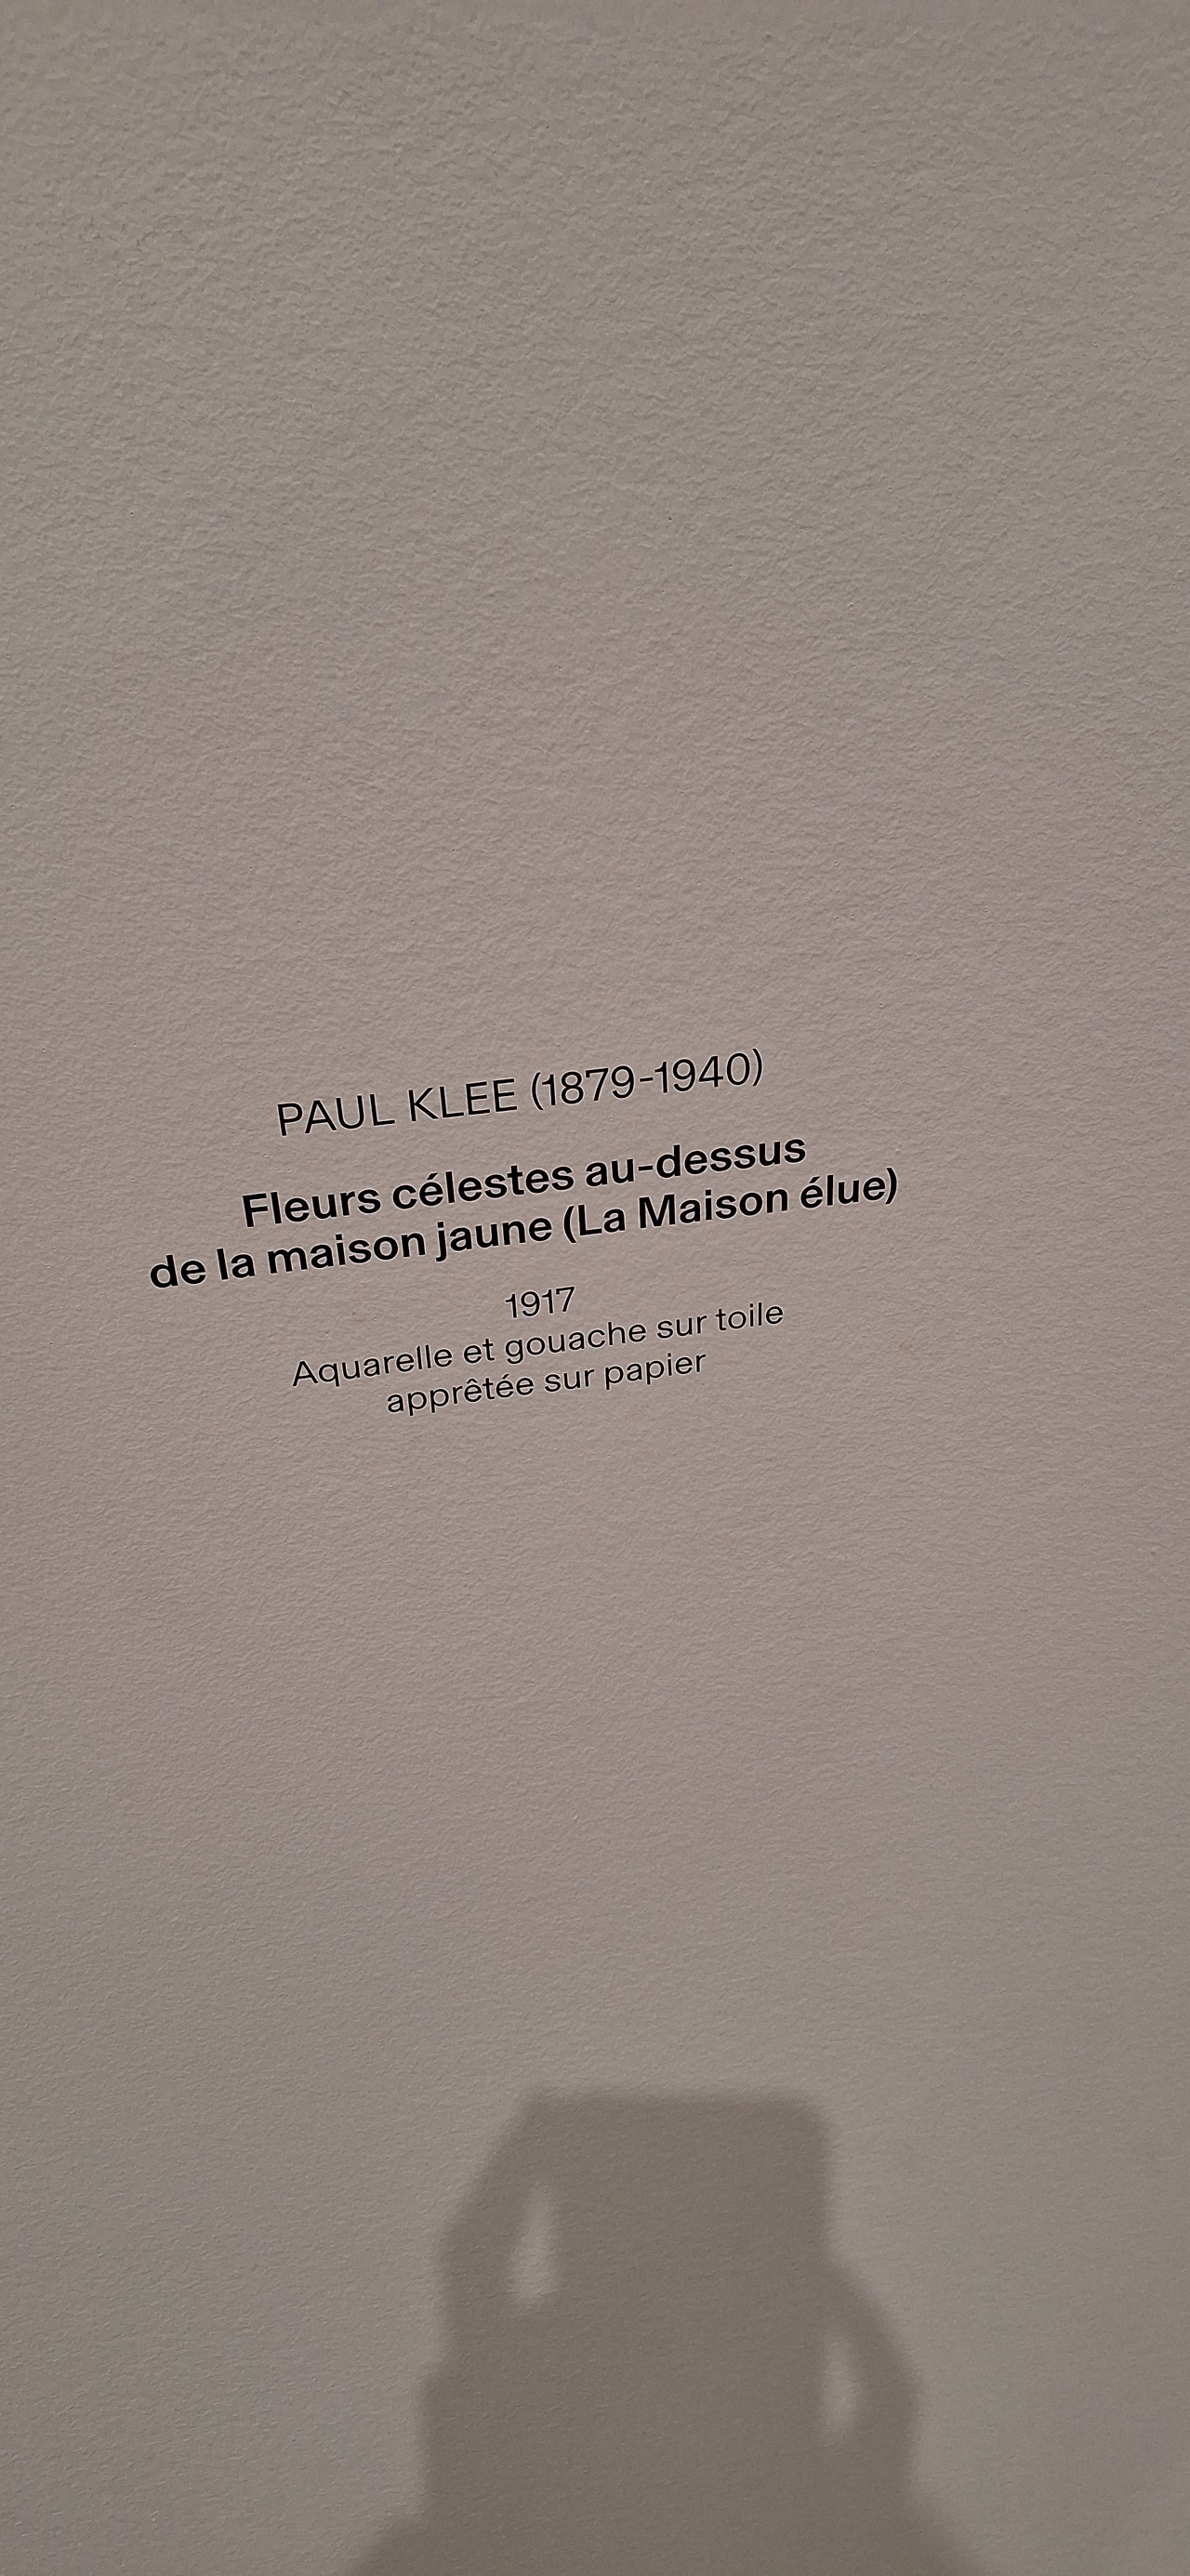 PAUL KLEE (1879-1940)
Fleurs célestes au-dessus
de la maison jaune (La Maison élue)
1917
Aquarelle et gouache sur toile
apprêtée sur papier